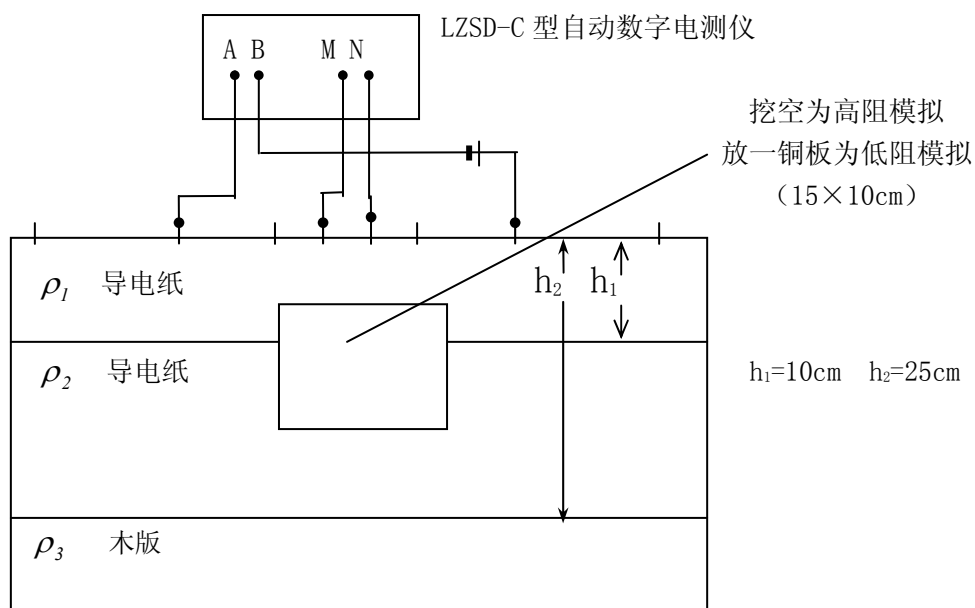 LZSD-C 型自动数字电测仪
A B M N
挖空为高阻模拟
放一铜板为低阻模拟
（15×10cm）
ρ1 导电纸
h2 h1
ρ2 导电纸
h1=10cm h2=25cm
ρ3 木版